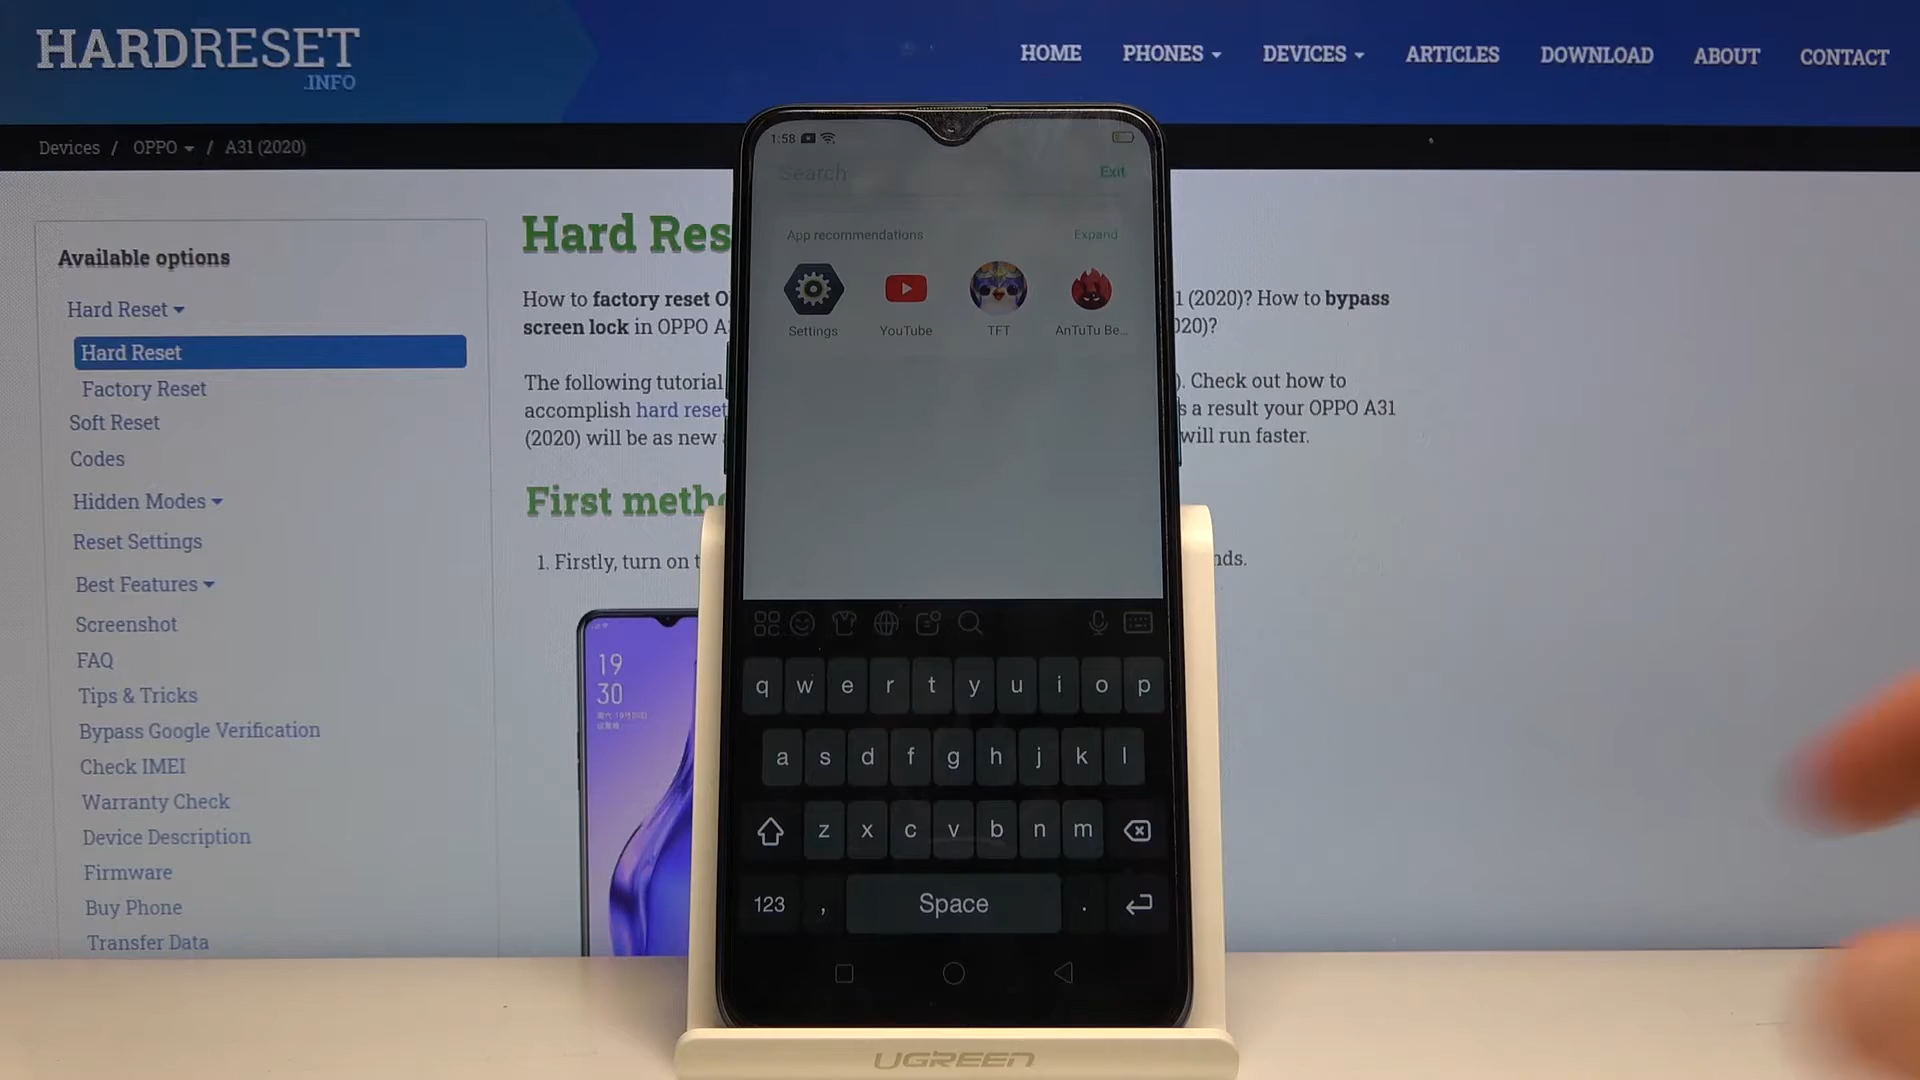 HARDRESET
.INFO
HOME PHONES DEVICES ARTICLES DOWNLOAD ABOUT CONTACT
Devices / OPPO / A31 (2020)
Available options
Hard Reset
Hard Reset
Factory Reset
Soft Reset
Codes
Hidden Modes
Reset Settings
Best Features
Screenshot
FAQ
Tips & Tricks
Bypass Google Verification
Check IMEI
Warranty Check
Device Description
Firmware
Buy Phone
Transfer Data
Hard Res
How to factory reset O 1 (2020)? How to bypass
screen lock in OPPO A 20)?
The following tutorial ). Check out how to
accomplish hard reset s a result your OPPO A31
(2020) will be as new will run faster.
First metho
1. Firstly, turn on t nds.
19
30
1:58
Search Exit
App recommendations Expand
Settings YouTube TFT AnTuTu Be...
q w e r t y u i o p
a s d f g h j k l
z x c v b n m
123 , Space .
UGREEN